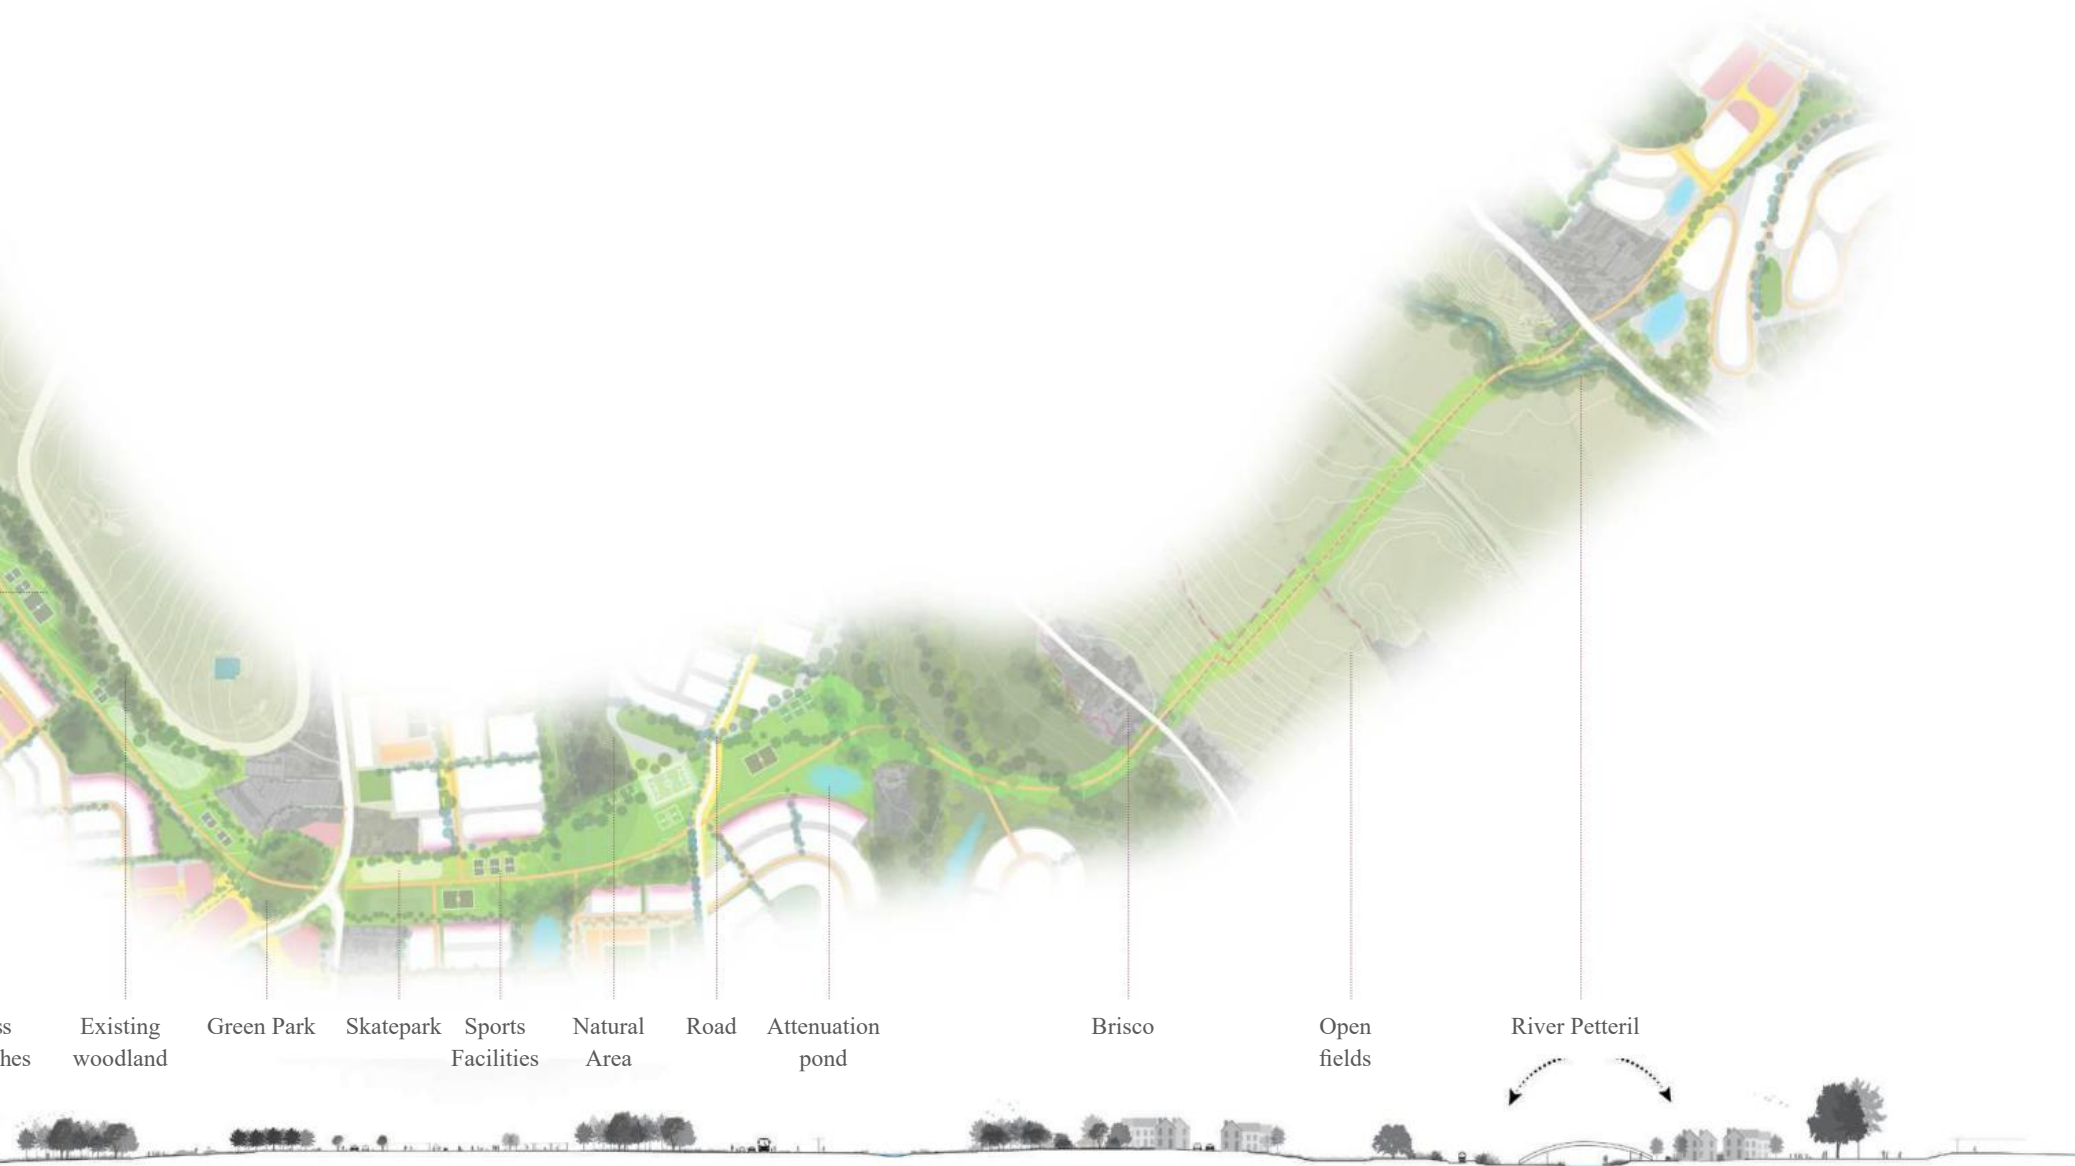 Existing
woodland
Green Park
Skatepark
Sports
Facilities
Natural
Area
Road
Attenuation
pond
Brisco
Open
fields
River Petteril